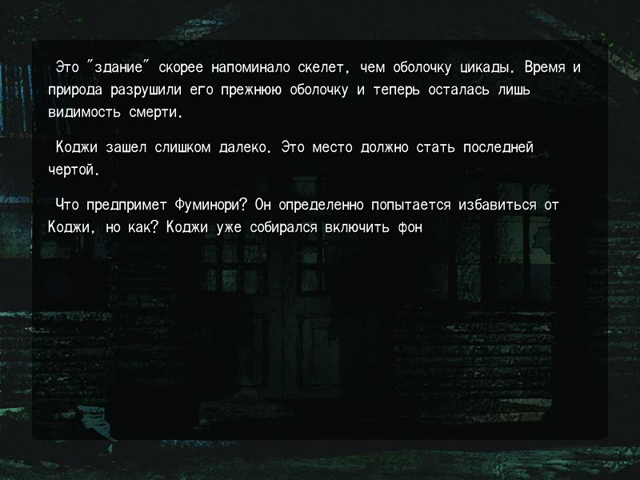 Это "здание" скорее напоминало скелет, чем оболочку цикады. Время и
природа разрушили его прежнюю оболочку и теперь осталась лишь
видимость смерти.
Коджи зашел слишком далеко. Это место должно стать последней
чертой.
Что предпримет Фуминори? Он определенно попытается избавиться от
Коджи, но как? Коджи уже собирался включить фон